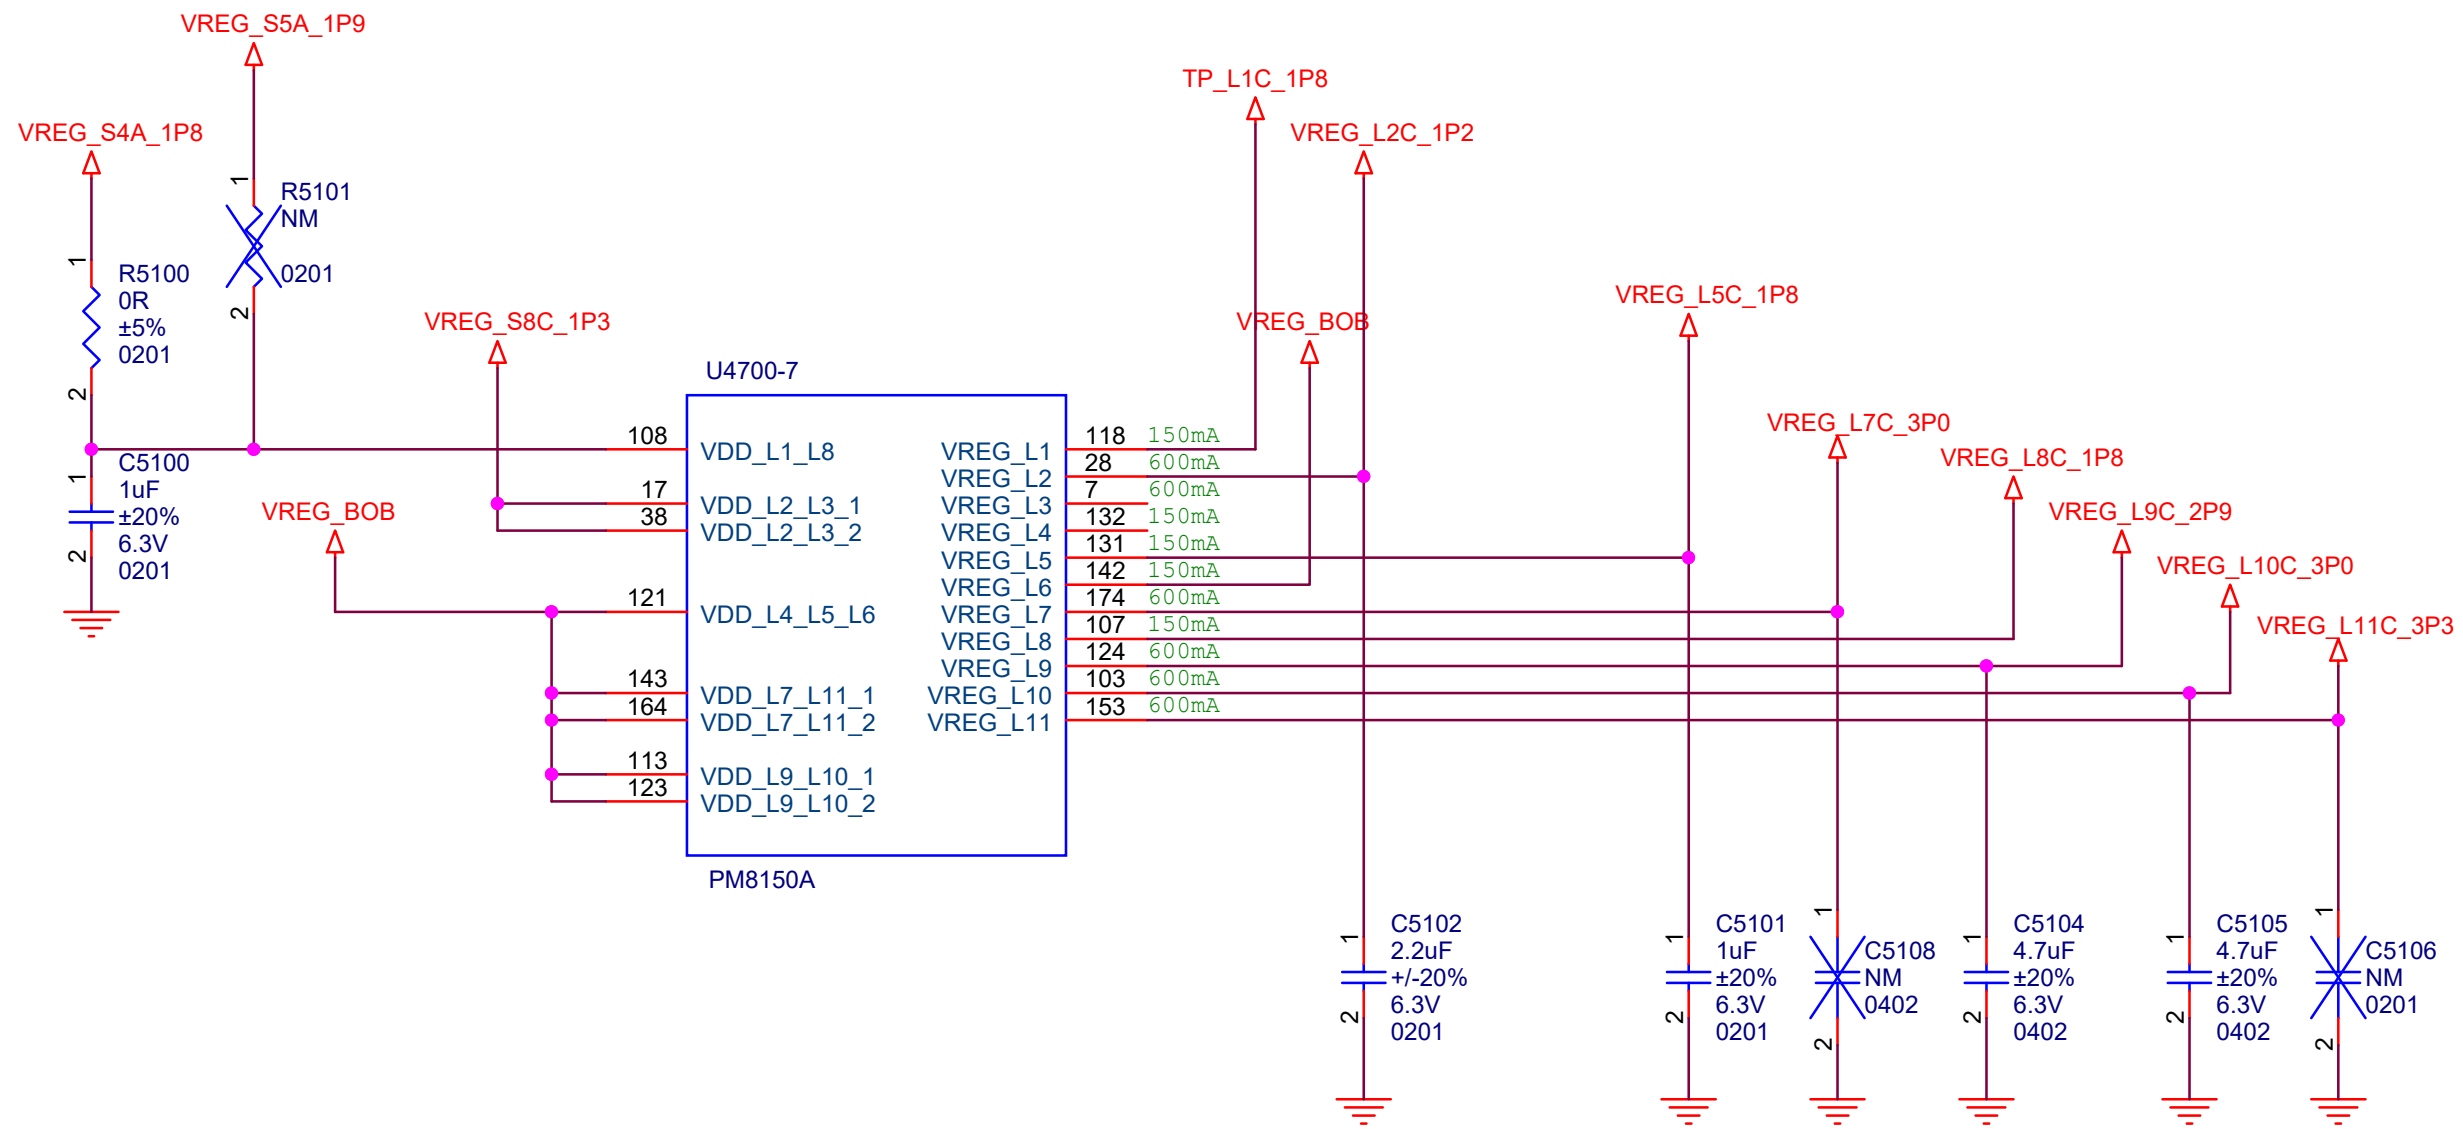 VREG_S5A_1P9
TP_L1C_1P8
VREG_S4A_1P8
VREG_L2C_1P2
1
R5101
NM
0201
2
1
R5100
0R
±5%
0201
2
VREG_S8C_1P3
VREG_BOB
VREG_L5C_1P8
U4700-7
VREG_L7C_3P0
VREG_L8C_1P8
VREG_L9C_2P9
VREG_L10C_3P0
VREG_L11C_3P3
1
C5100
1uF
±20%
6.3V
0201
2
VREG_BOB
108 VDD_L1_L8
17 VDD_L2_L3_1
38 VDD_L2_L3_2
121 VDD_L4_L5_L6
143 VDD_L7_L11_1
164 VDD_L7_L11_2
113 VDD_L9_L10_1
123 VDD_L9_L10_2
VREG_L1 118 150mA
VREG_L2 28 600mA
VREG_L3 7 600mA
VREG_L4 132 150mA
VREG_L5 131 150mA
VREG_L6 142 150mA
VREG_L7 174 600mA
VREG_L8 107 150mA
VREG_L9 124 600mA
VREG_L10 103 600mA
VREG_L11 153 600mA
PM8150A
1
C5102
2.2uF
+/-20%
6.3V
0201
2
1
C5101
1uF
±20%
6.3V
0201
2
1
C5108
NM
0402
2
1
C5104
4.7uF
±20%
6.3V
0402
2
1
C5105
4.7uF
±20%
6.3V
0402
2
1
C5106
NM
0201
2